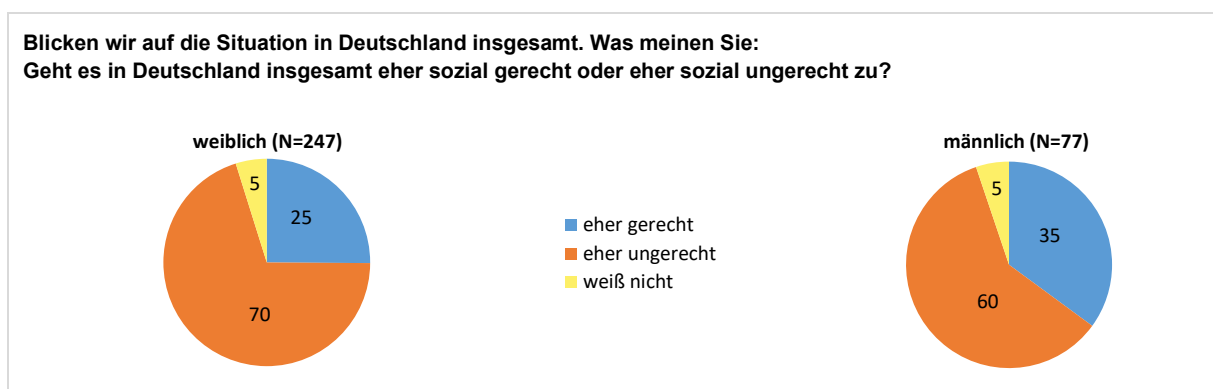 Blicken wir auf die Situation in Deutschland insgesamt. Was meinen Sie:
Geht es in Deutschland insgesamt eher sozial gerecht oder eher sozial ungerecht zu?
weiblich (N=247)
5
25
70
eher gerecht
eher ungerecht
weiß nicht
männlich (N=77)
5
35
60